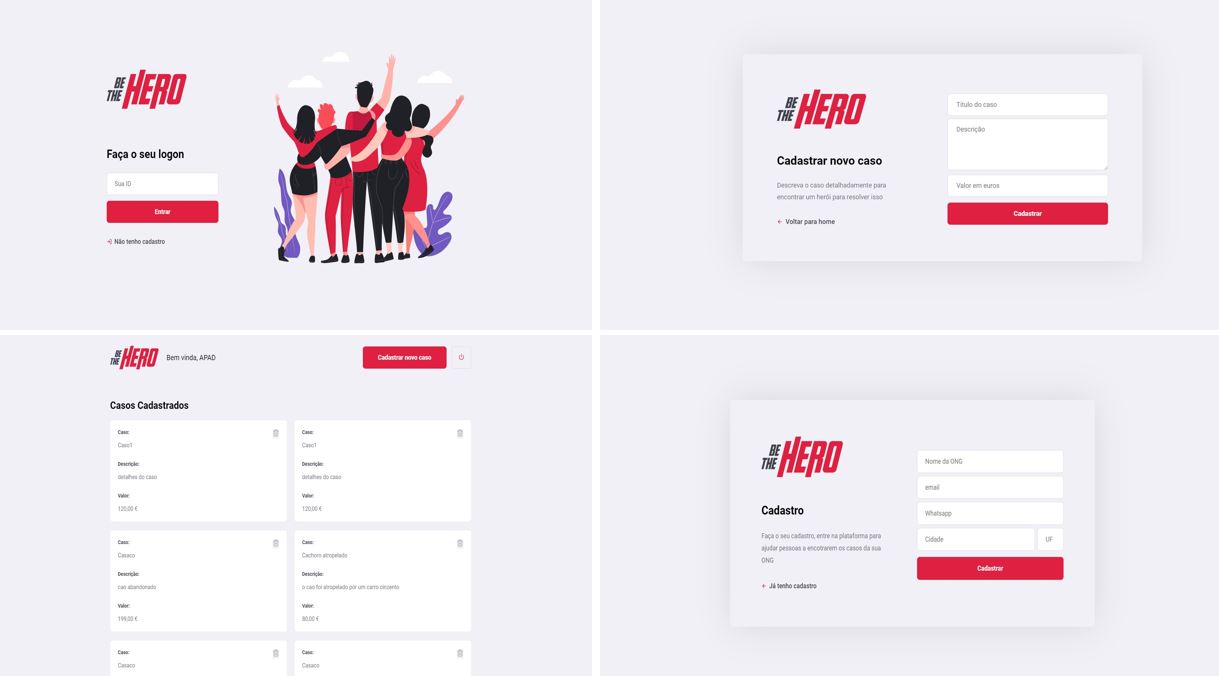 BE
THE HERO
Faça o seu logon
Sua ID
Entrar
Não tenho cadastro
BE
THE HERO
Cadastrar novo caso
Descreva o caso detalhadamente para
encontrar um herói para resolver isso
Voltar para home
Título do caso
Descrição
Valor em euros
Cadastrar
BE
THE HERO
Bem vinda, APAD
Cadastrar novo caso
Casos Cadastrados
Caso:
Caso1
Descrição:
detalhes do caso
Valor:
120,00 €
Caso:
Caso1
Descrição:
detalhes do caso
Valor:
120,00 €
Caso:
Casaco
Descrição:
cao abandonado
Valor:
199,00 €
Caso:
Cachoro atropelado
Descrição:
o cao foi atropelado por um carro cinzento
Valor:
80,00 €
Caso:
Casaco
Caso:
Casaco
BE
THE HERO
Cadastro
Faça o seu cadastro, entre na plataforma para
ajudar pessoas a encotrarem os casos da sua
ONG
Já tenho cadastro
Nome da ONG
email
Whatsapp
Cidade UF
Cadastrar